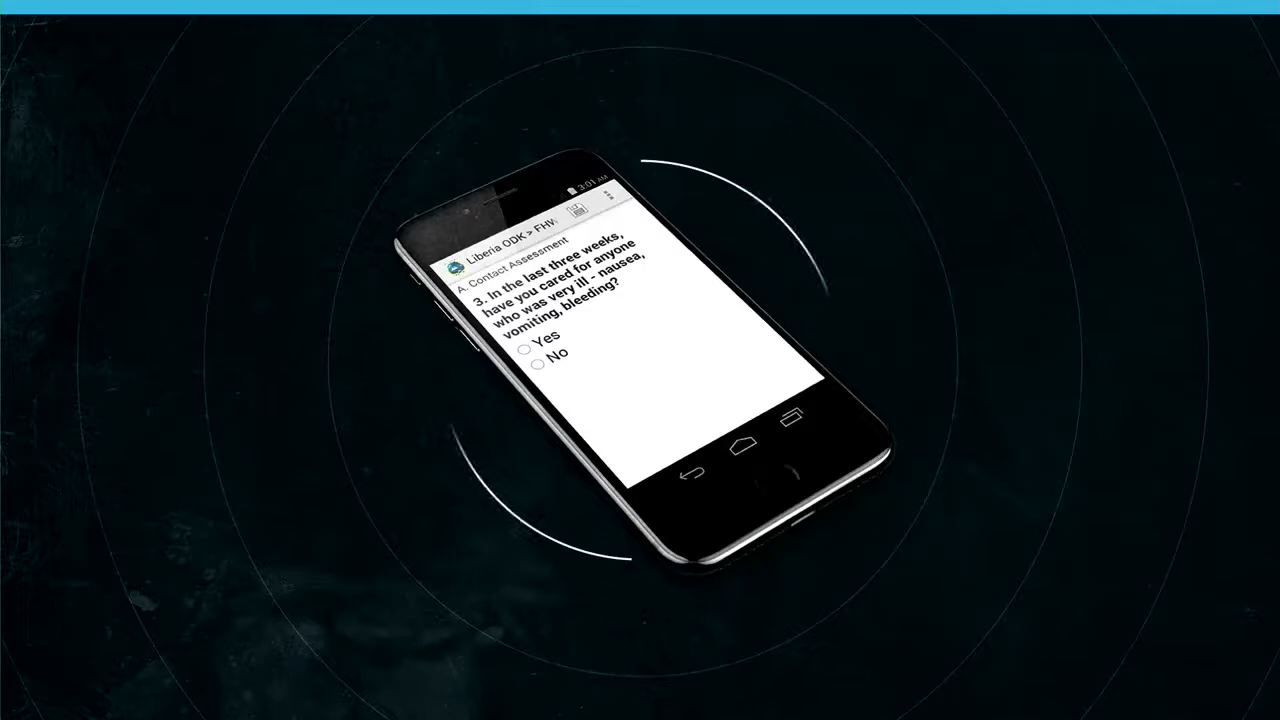 3:01 AM
Liberia ODK > FHW
A. Contact Assessment
3. In the last three weeks,
have you cared for anyone
who was very ill - nausea,
vomiting, bleeding?
Yes
No